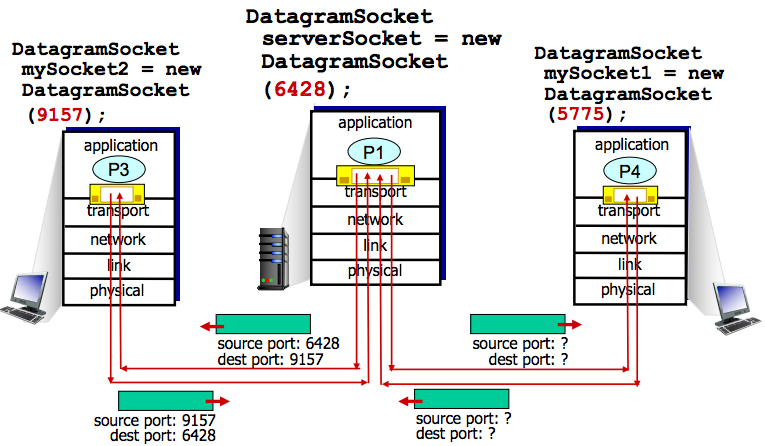 DatagramSocket
serverSocket = new
DatagramSocket
(6428);
DatagramSocket
mySocket2 = new
DatagramSocket
(9157);
DatagramSocket
mySocket1 = new
DatagramSocket
(5775);
application
P3
transport
network
link
physical
application
P1
transport
network
link
physical
application
P4
transport
network
link
physical
source port: 6428
dest port: 9157
source port: ?
dest port: ?
source port: 9157
dest port: 6428
source port: ?
dest port: ?